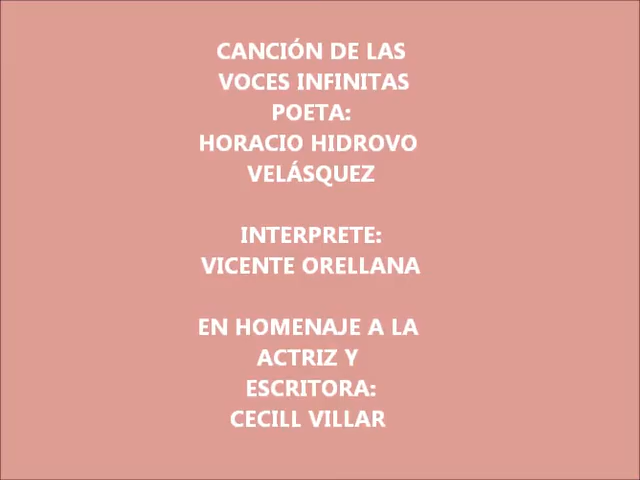 CANCIÓN DE LAS
VOCES INFINITAS
POETA:
HORACIO HIDROVO
VELÁSQUEZ
INTERPRETE:
VICENTE ORELLANA
EN HOMENAJE A LA
ACTRIZ Y
ESCRITORA:
CECILL VILLAR